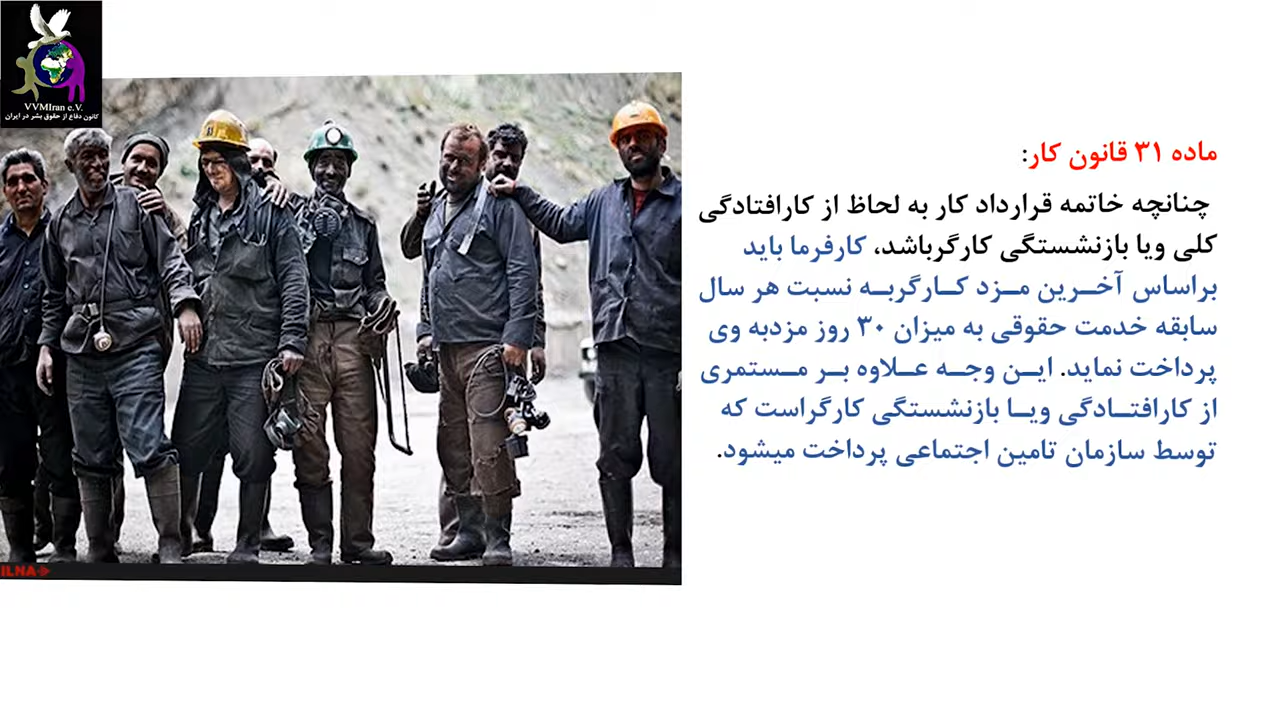 VVMIran e.V.
کانون دفاع از حقوق بشر در ایران
ماده ۳۱ قانون کار:
چنانچه خاتمه قرارداد کار به لحاظ از کارافتادگی
کلی ویا بازنشستگی کارگرباشد، کارفرما باید
براساس آخرین مزد کارگربه نسبت هر سال
سابقه خدمت حقوقی به میزان ۳۰ روز مزدبه وی
پرداخت نماید. این وجه علاوه بر مستمری
از کارافتادگی ویا بازنشستگی کارگراست که
توسط سازمان تامین اجتماعی پرداخت میشود.
ILNA